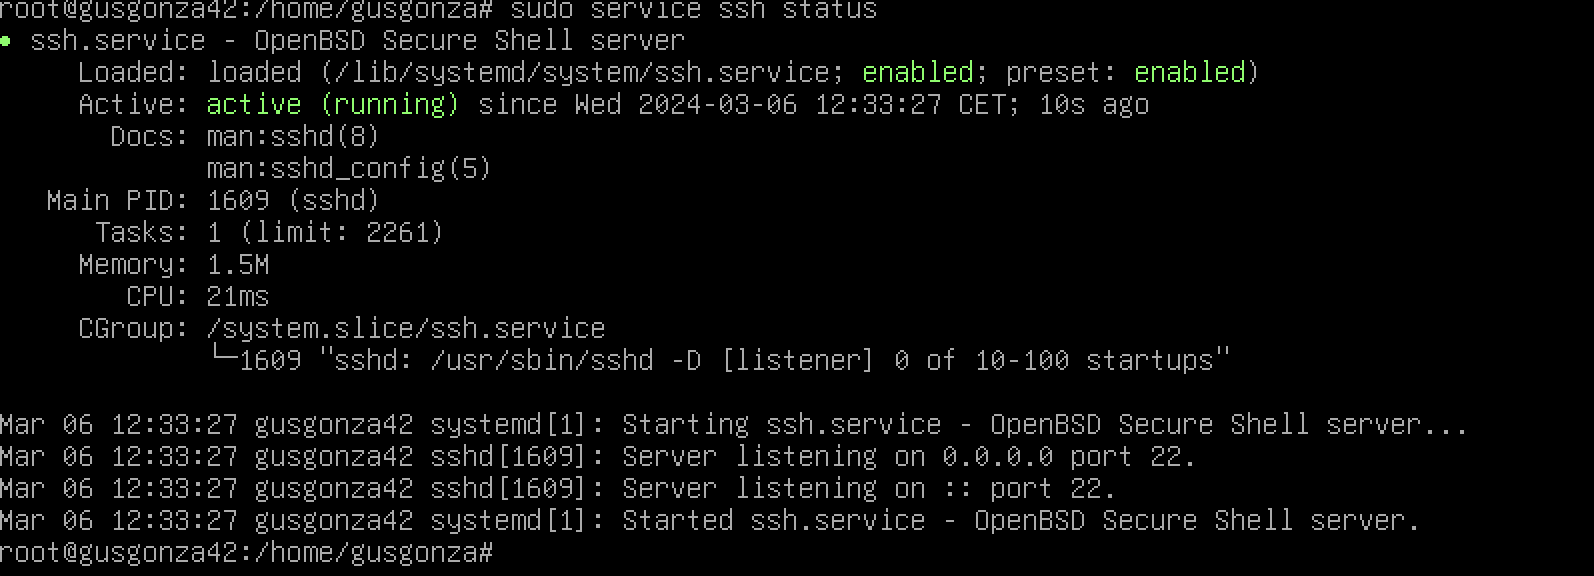 root@gusgonza42:/home/gusgonza# sudo service ssh status
● ssh.service - OpenBSD Secure Shell server
     Loaded: loaded (/lib/systemd/system/ssh.service; enabled; preset: enabled)
     Active: active (running) since Wed 2024-03-06 12:33:27 CET; 10s ago
       Docs: man:sshd(8)
             man:sshd_config(5)
   Main PID: 1609 (sshd)
      Tasks: 1 (limit: 2261)
     Memory: 1.5M
        CPU: 21ms
     CGroup: /system.slice/ssh.service
             └─1609 "sshd: /usr/sbin/sshd -D [listener] 0 of 10-100 startups"

Mar 06 12:33:27 gusgonza42 systemd[1]: Starting ssh.service - OpenBSD Secure Shell server...
Mar 06 12:33:27 gusgonza42 sshd[1609]: Server listening on 0.0.0.0 port 22.
Mar 06 12:33:27 gusgonza42 sshd[1609]: Server listening on :: port 22.
Mar 06 12:33:27 gusgonza42 systemd[1]: Started ssh.service - OpenBSD Secure Shell server.
root@gusgonza42:/home/gusgonza#